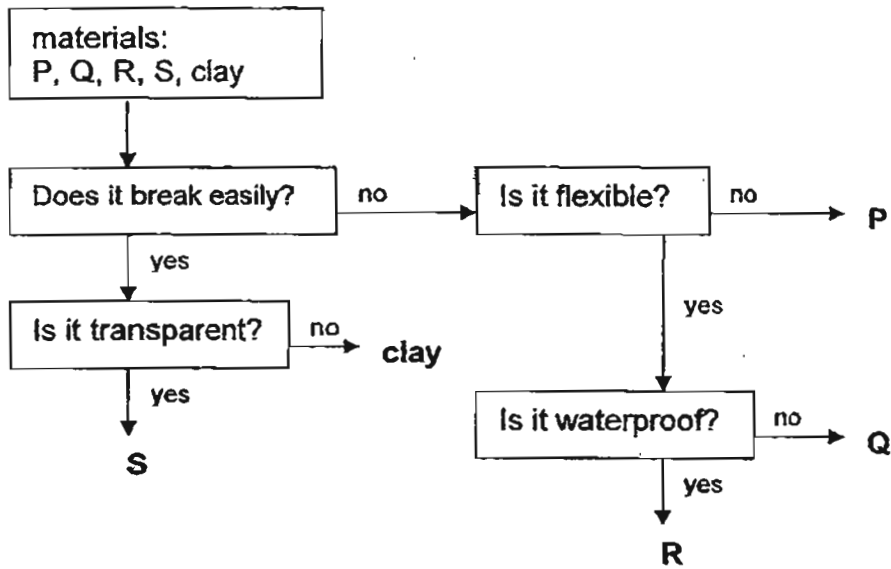 materials:
P, Q, R, S, clay
Does it break easily?
no
Is it flexible?
no
P
yes
yes
Is it transparent?
no
clay
yes
S
Is it waterproof?
no
Q
yes
R